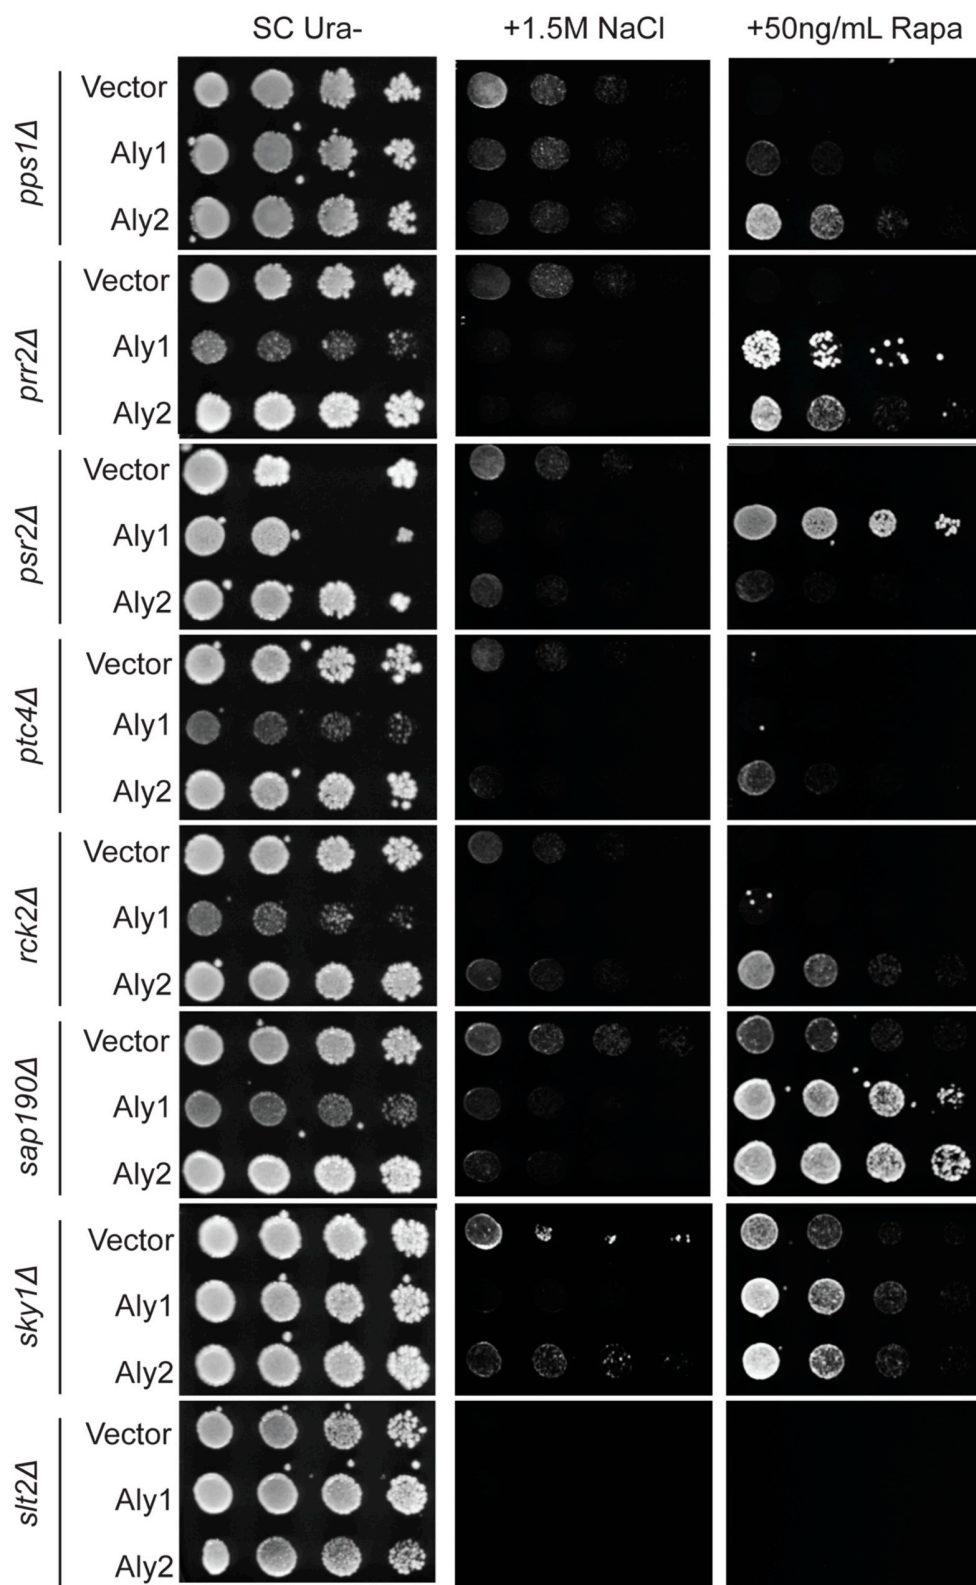 SC Ura- +1.5M NaCl +50ng/mL Rapa
pps1Δ
Vector
Aly1
Aly2
prr2Δ
Vector
Aly1
Aly2
psr2Δ
Vector
Aly1
Aly2
ptc4Δ
Vector
Aly1
Aly2
rck2Δ
Vector
Aly1
Aly2
sap190Δ
Vector
Aly1
Aly2
sky1Δ
Vector
Aly1
Aly2
slt2Δ
Vector
Aly1
Aly2